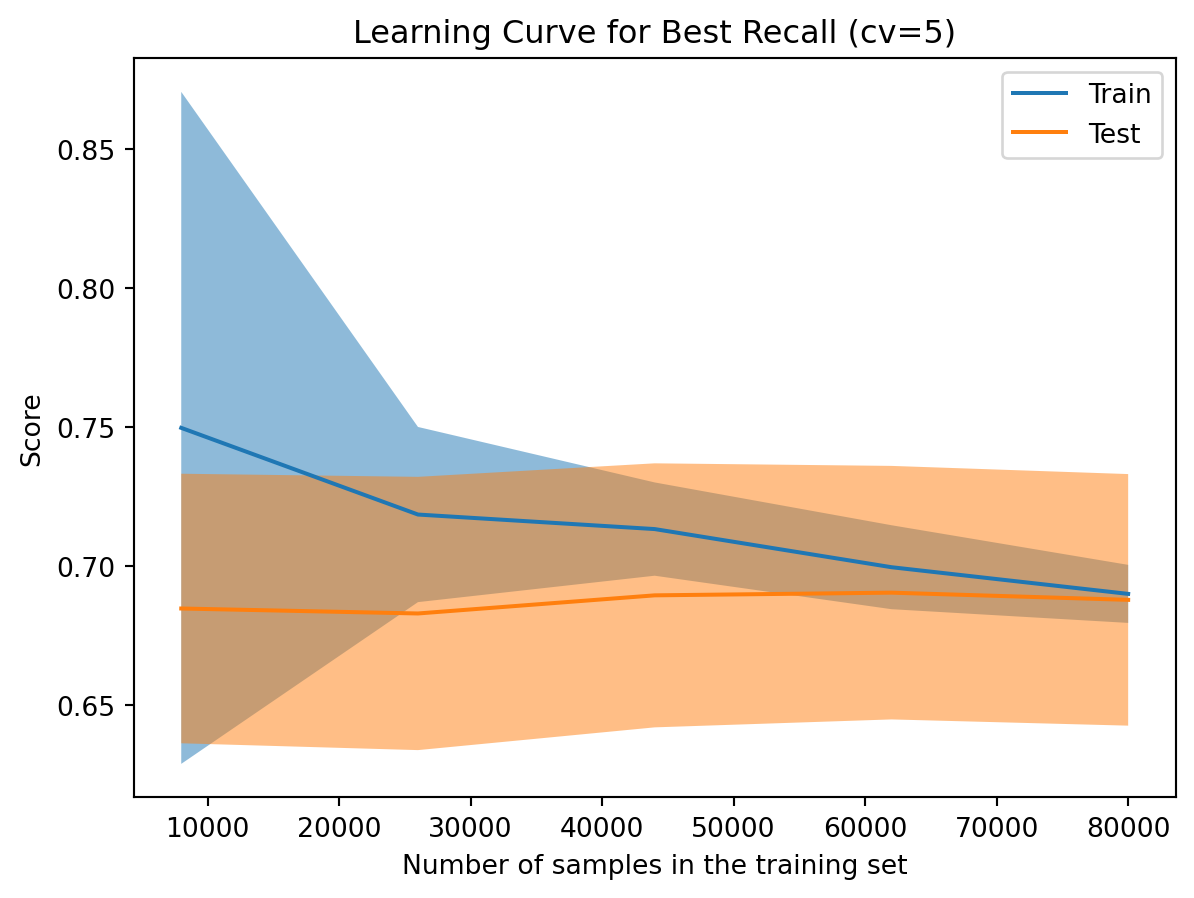 Learning Curve for Best Recall (cv=5)
Train
Test
0.85
0.80
0.75
0.70
0.65
Score
10000 20000 30000 40000 50000 60000 70000 80000
Number of samples in the training set